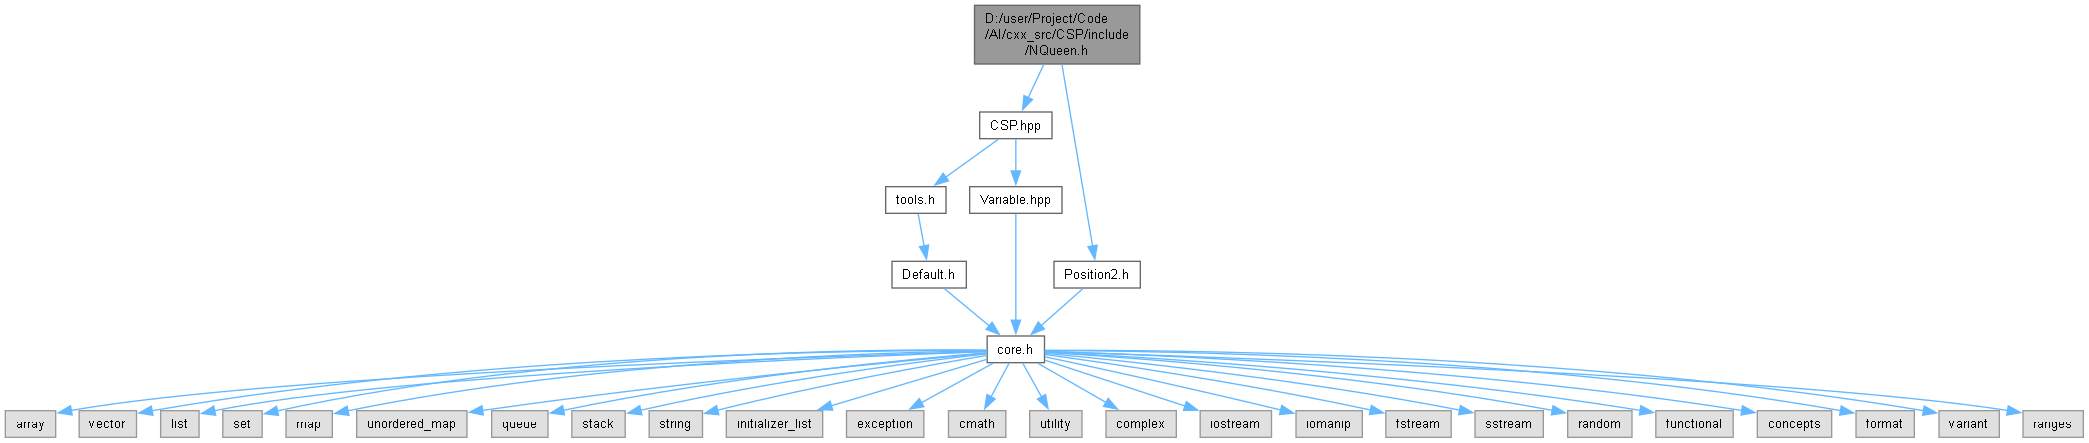 D:/user/Project/Code
/AI/cxx_src/CSP/include
/NQueen.h
CSP.hpp
tools.h
Variable.hpp
Default.h
Position2.h
core.h
array
vector
list
set
map
unordered_map
queue
stack
string
initializer_list
exception
cmath
utility
complex
iostream
iomanip
fstream
sstream
random
functional
concepts
format
variant
ranges